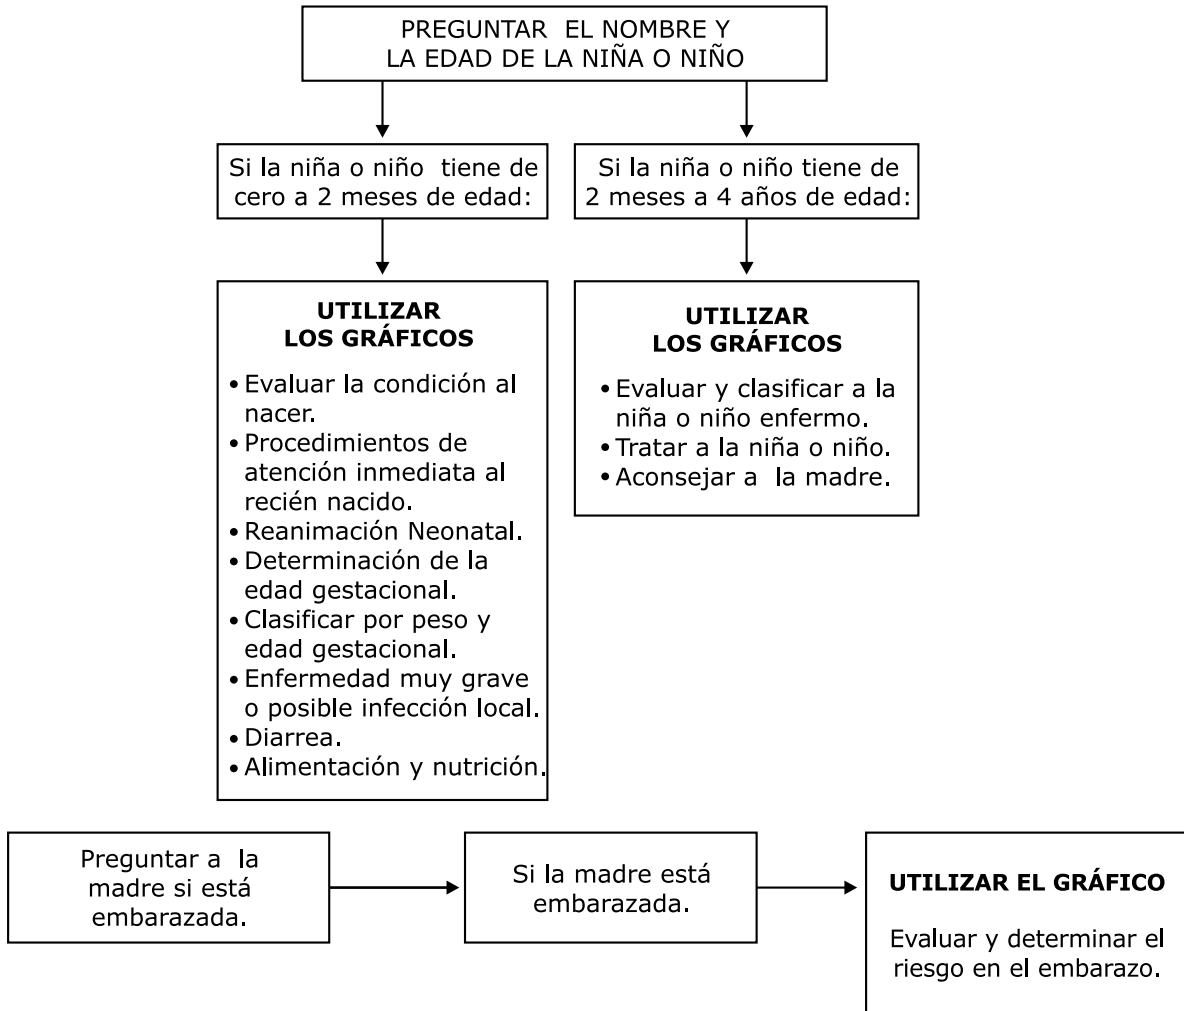 PREGUNTAR EL NOMBRE Y
LA EDAD DE LA NIÑA O NIÑO
Si la niña o niño tiene de
cero a 2 meses de edad:
Si la niña o niño tiene de
2 meses a 4 años de edad:
UTILIZAR
LOS GRÁFICOS
• Evaluar la condición al
nacer.
• Procedimientos de
atención inmediata al
recién nacido.
• Reanimación Neonatal.
• Determinación de la
edad gestacional.
• Clasificar por peso y
edad gestacional.
• Enfermedad muy grave
o posible infección local.
• Diarrea.
• Alimentación y nutrición.
UTILIZAR
LOS GRÁFICOS
• Evaluar y clasificar a la
niña o niño enfermo.
• Tratar a la niña o niño.
• Aconsejar a la madre.
Preguntar a la
madre si está
embarazada.
Si la madre está
embarazada.
UTILIZAR EL GRÁFICO
Evaluar y determinar el
riesgo en el embarazo.